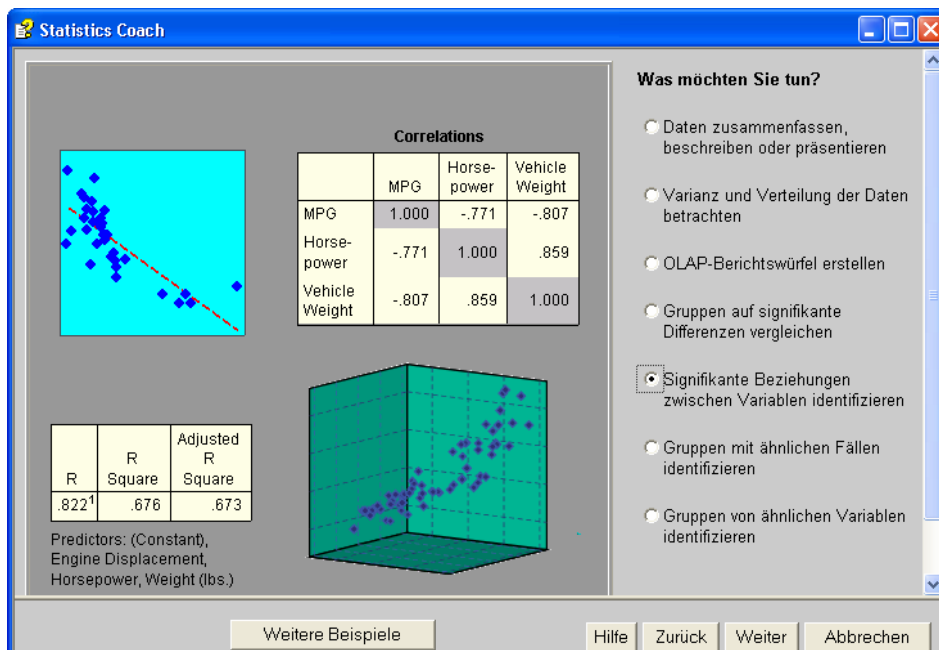 Statistics Coach
Correlations
MPG Horse- power Vehicle Weight
MPG 1.000 -.771 -.807
Horse- power -.771 1.000 .859
Vehicle Weight -.807 .859 1.000
R R Square Adjusted R Square
.822¹ .676 .673
Predictors: (Constant),
Engine Displacement,
Horsepower, Weight (lbs.)
Was möchten Sie tun?
Daten zusammenfassen,
beschreiben oder präsentieren
Varianz und Verteilung der Daten
betrachten
OLAP-Berichtswürfel erstellen
Gruppen auf signifikante
Differenzen vergleichen
Signifikante Beziehungen
zwischen Variablen identifizieren
Gruppen mit ähnlichen Fällen
identifizieren
Gruppen von ähnlichen Variablen
identifizieren
Weitere Beispiele
Hilfe Zurück Weiter Abbrechen